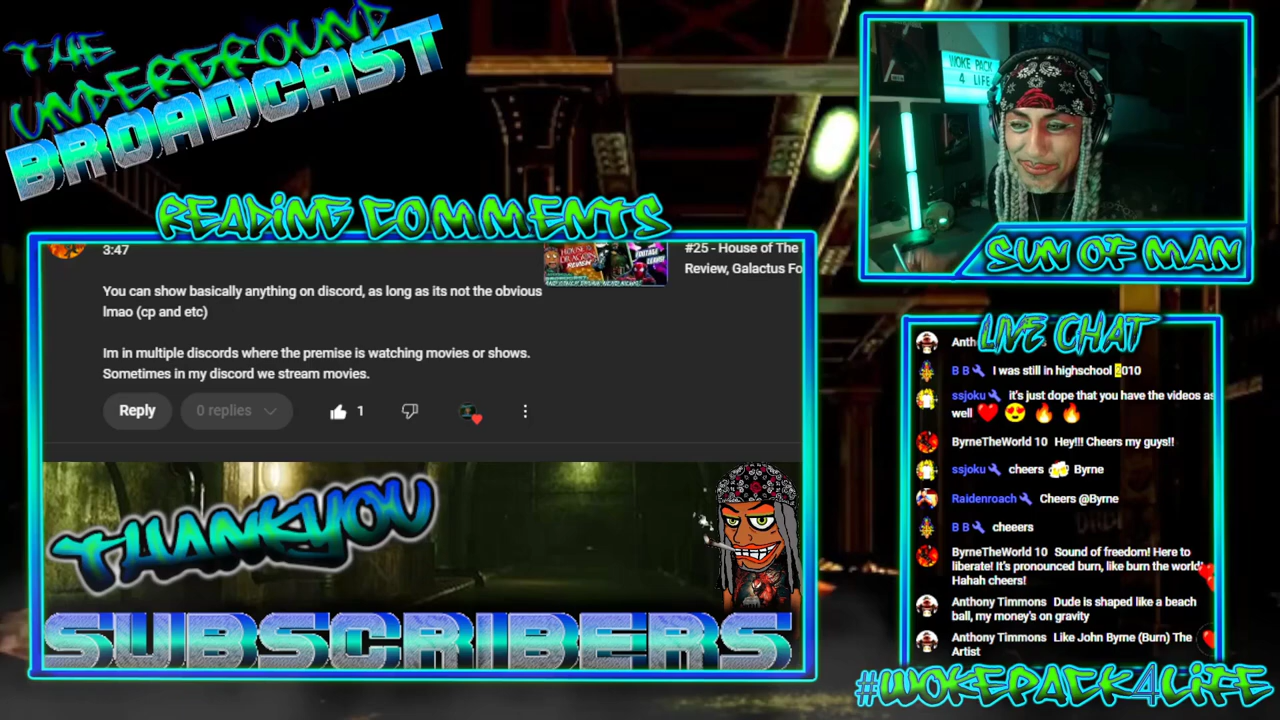 THE
UNDERGROUND
BROADCAST
WOKE PACK
4 LIFE
SUN OF MAN
READING COMMENTS
3:47
You can show basically anything on discord, as long as its not the obvious
lmao (cp and etc)
Im in multiple discords where the premise is watching movies or shows.
Sometimes in my discord we stream movies.
Reply
0 replies
1
#25 - House of The
Review, Galactus Fo
THANKYOU
SUBSCRIBERS
LIVE CHAT
Anth
B B I was still in highschool 2010
ssjoku it's just dope that you have the videos as
well
ByrneTheWorld 10 Hey!!! Cheers my guys!!
ssjoku cheers Byrne
Raidenroach Cheers @Byrne
B B cheeers
ByrneTheWorld 10 Sound of freedom! Here to
liberate! It's pronounced burn, like burn the world!
Hahah cheers!
Anthony Timmons Dude is shaped like a beach
ball, my money's on gravity
Anthony Timmons Like John Byrne (Burn) The
Artist
#WOKEPACK4LIFE